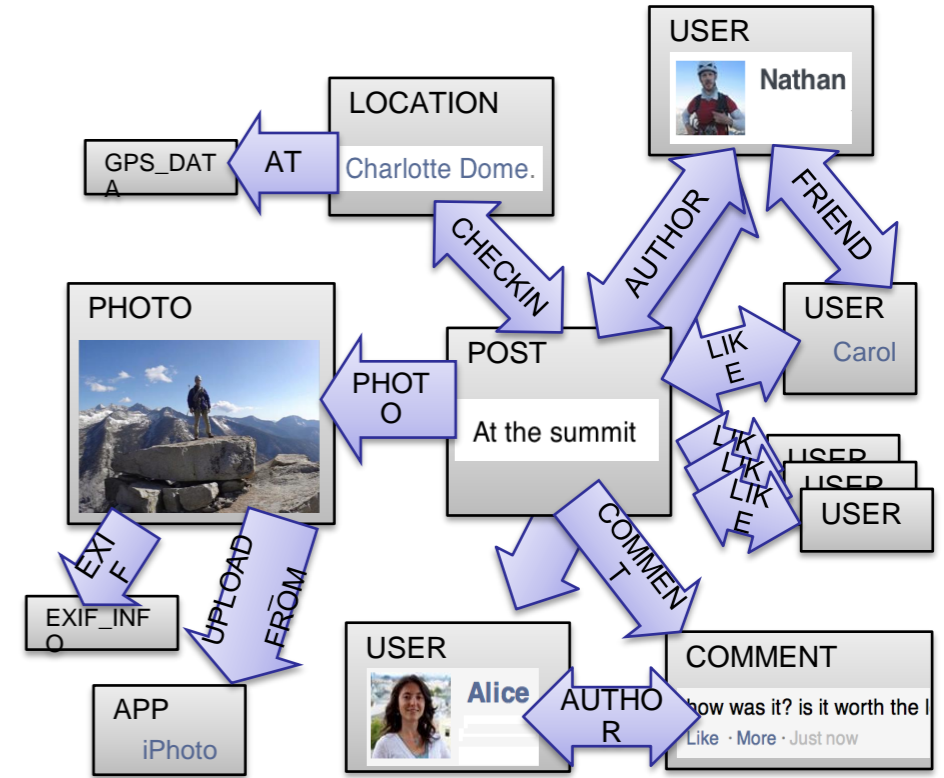 USER
Nathan
LOCATION
Charlotte Dome.
GPS_DAT
A
AT
CHECKIN
AUTHOR
FRIEND
USER
Carol
PHOTO
PHOT
O
POST
At the summit
LIK
E
LIK
LIK
LIK
E
USER
USER
USER
EXI
F
UPLOAD
_
FROM
COMMEN
T
EXIF_INF
O
APP
iPhoto
USER
Alice
AUTHO
R
COMMENT
how was it? is it worth the l
Like · More · Just now